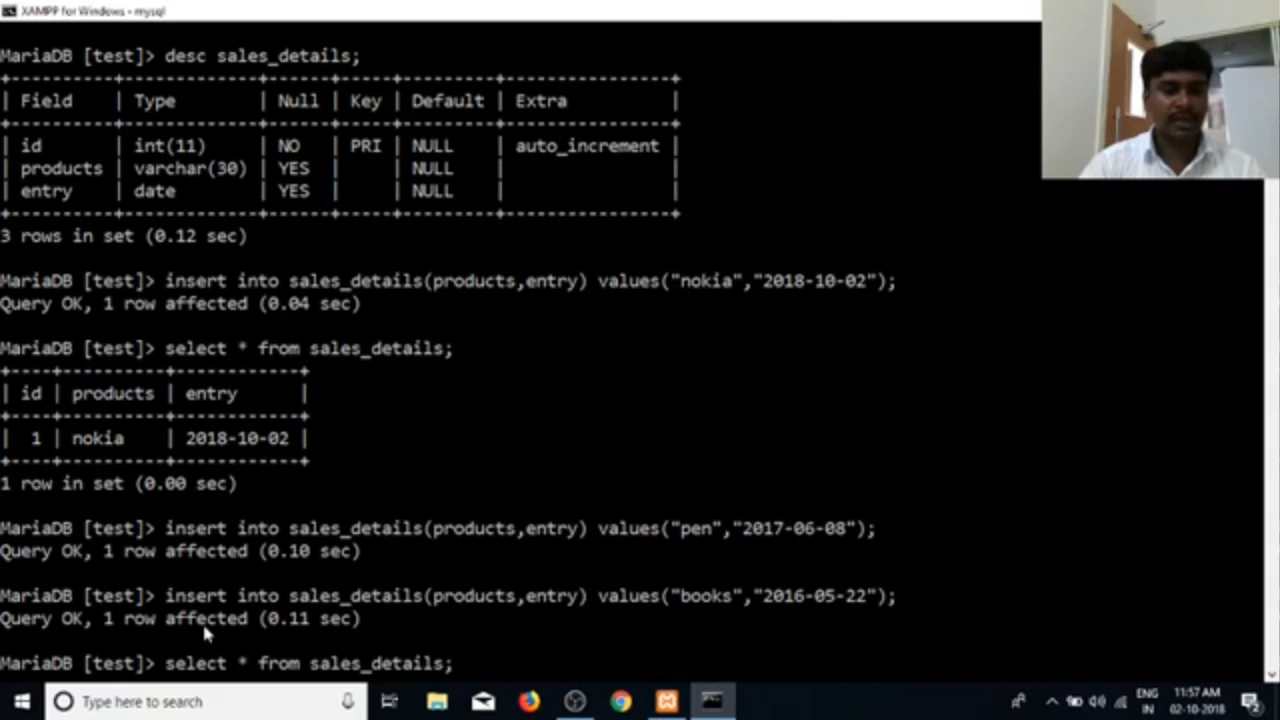 XAMPP for Windows - mysql
MariaDB [test]> desc sales_details;
+----------+-------------+------+-----+---------+----------------+
| Field | Type | Null | Key | Default | Extra |
+----------+-------------+------+-----+---------+----------------+
| id | int(11) | NO | PRI | NULL | auto_increment |
| products | varchar(30) | YES | | NULL | |
| entry | date | YES | | NULL | |
+----------+-------------+------+-----+---------+----------------+
3 rows in set (0.12 sec)
MariaDB [test]> insert into sales_details(products,entry) values("nokia","2018-10-02");
Query OK, 1 row affected (0.04 sec)
MariaDB [test]> select * from sales_details;
+----+----------+------------+
| id | products | entry |
+----+----------+------------+
| 1 | nokia | 2018-10-02 |
+----+----------+------------+
1 row in set (0.00 sec)
MariaDB [test]> insert into sales_details(products,entry) values("pen","2017-06-08");
Query OK, 1 row affected (0.10 sec)
MariaDB [test]> insert into sales_details(products,entry) values("books","2016-05-22");
Query OK, 1 row affected (0.11 sec)
MariaDB [test]> select * from sales_details;
Type here to search
ENG
IN
11:57 AM
02-10-2018
2